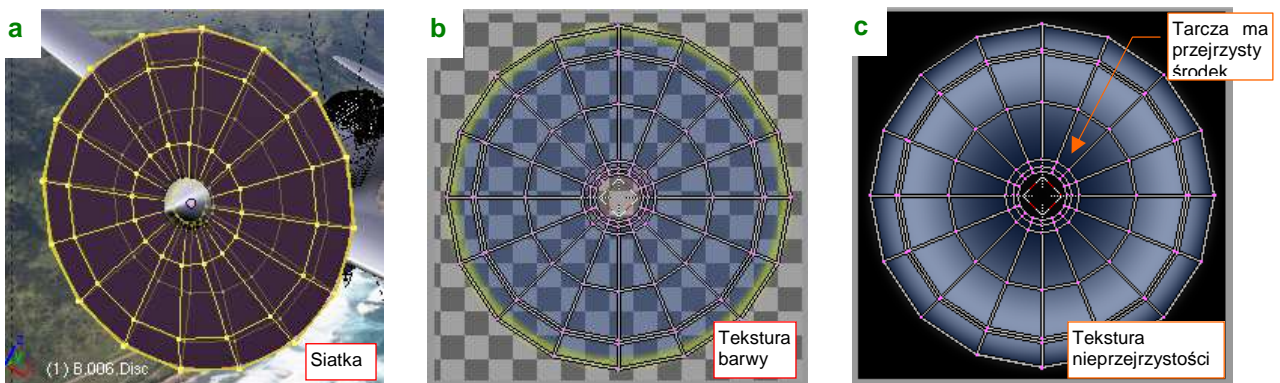 a
(1) B.006.Disc
Siatka
b
Tekstura
barwy
c
Tarcza ma
przejrzysty
środek
Tekstura
nieprzejrzystości